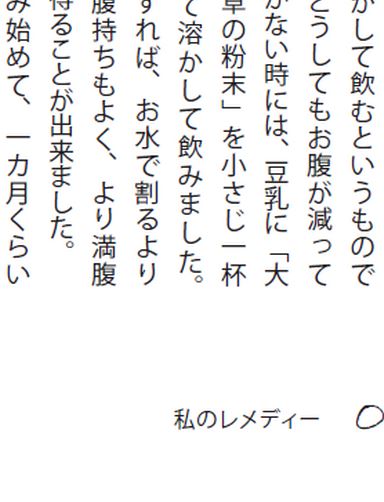 かして飲むというもので
どうしてもお腹が減って
かない時には、豆乳に「大
草の粉末」を小さじ一杯
て溶かして飲みました。
すれば、お水で割るより
腹持ちもよく、より満腹
得ることが出来ました。
み始めて、一カ月くらい
私のレメディー